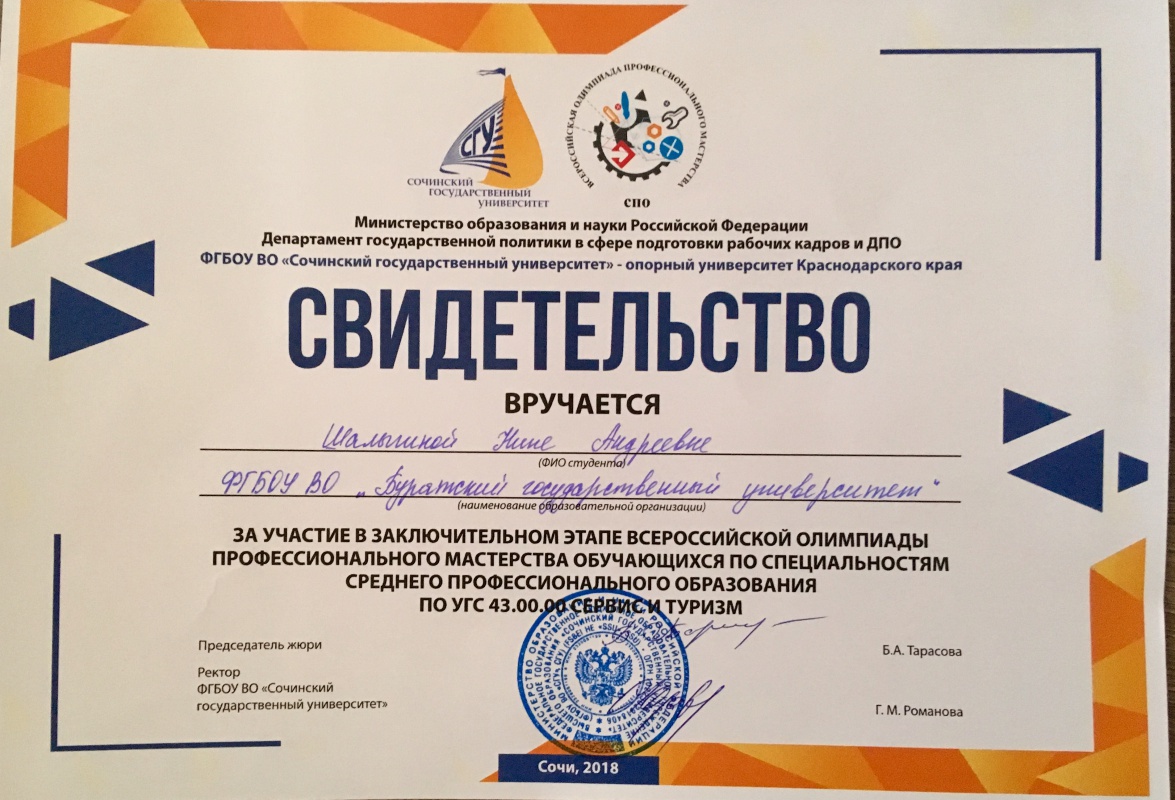 СГУ
СОЧИНСКИЙ
ГОСУДАРСТВЕННЫЙ
УНИВЕРСИТЕТ
ВСЕРОССИЙСКАЯ ОЛИМПИАДА ПРОФЕССИОНАЛЬНОГО МАСТЕРСТВА
СПО
Министерство образования и науки Российской Федерации
Департамент государственной политики в сфере подготовки рабочих кадров и ДПО
ФГБОУ ВО «Сочинский государственный университет» - опорный университет Краснодарского края
СВИДЕТЕЛЬСТВО
ВРУЧАЕТСЯ
Шалыгиной Нине Андреевне
(ФИО студента)
ФГБОУ ВО „Бурятский государственный университет"
(наименование образовательной организации)
ЗА УЧАСТИЕ В ЗАКЛЮЧИТЕЛЬНОМ ЭТАПЕ ВСЕРОССИЙСКОЙ ОЛИМПИАДЫ
ПРОФЕССИОНАЛЬНОГО МАСТЕРСТВА ОБУЧАЮЩИХСЯ ПО СПЕЦИАЛЬНОСТЯМ
СРЕДНЕГО ПРОФЕССИОНАЛЬНОГО ОБРАЗОВАНИЯ
ПО УГС 43.00.00 СЕРВИС И ТУРИЗМ
Председатель жюри
Б.А. Тарасова
Ректор
ФГБОУ ВО «Сочинский
государственный университет»
Г. М. Романова
Сочи, 2018